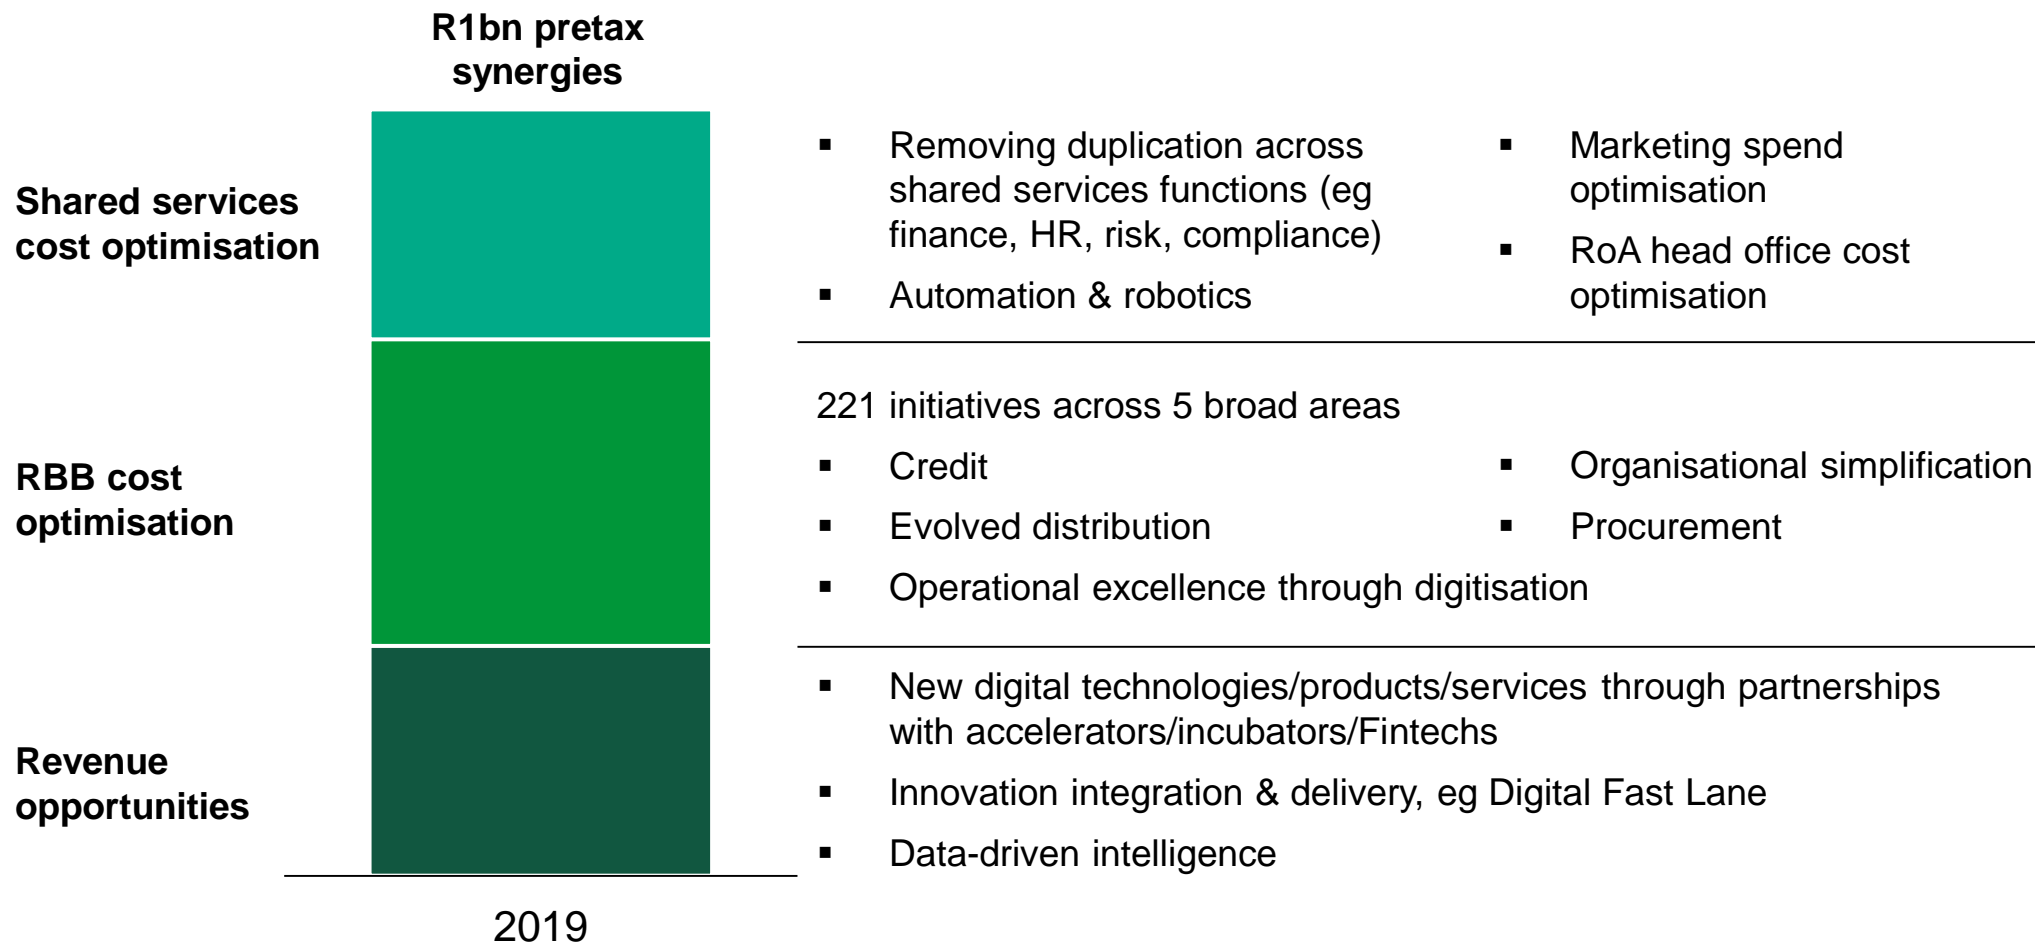 R1bn pretax
synergies
Shared services
cost optimisation
▪ Removing duplication across
shared services functions (eg
finance, HR, risk, compliance)
▪ Automation & robotics
▪ Marketing spend
optimisation
▪ RoA head office cost
optimisation
RBB cost
optimisation
221 initiatives across 5 broad areas
▪ Credit
▪ Evolved distribution
▪ Operational excellence through digitisation
▪ Organisational simplification
▪ Procurement
Revenue
opportunities
▪ New digital technologies/products/services through partnerships
with accelerators/incubators/Fintechs
▪ Innovation integration & delivery, eg Digital Fast Lane
▪ Data-driven intelligence
2019